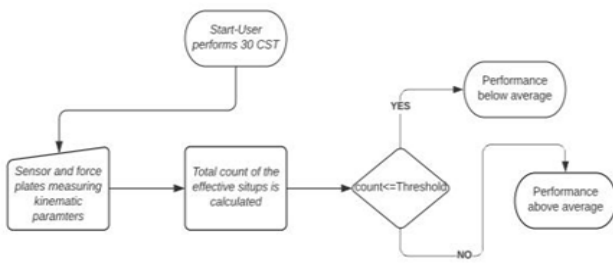 Start-User
performs 30 CST
Sensor and force
plates measuring
kinematic
paramters
Total count of the
effective situps is
calculated
count<=Threshold
YES
Performance
below average
NO
Performance
above average